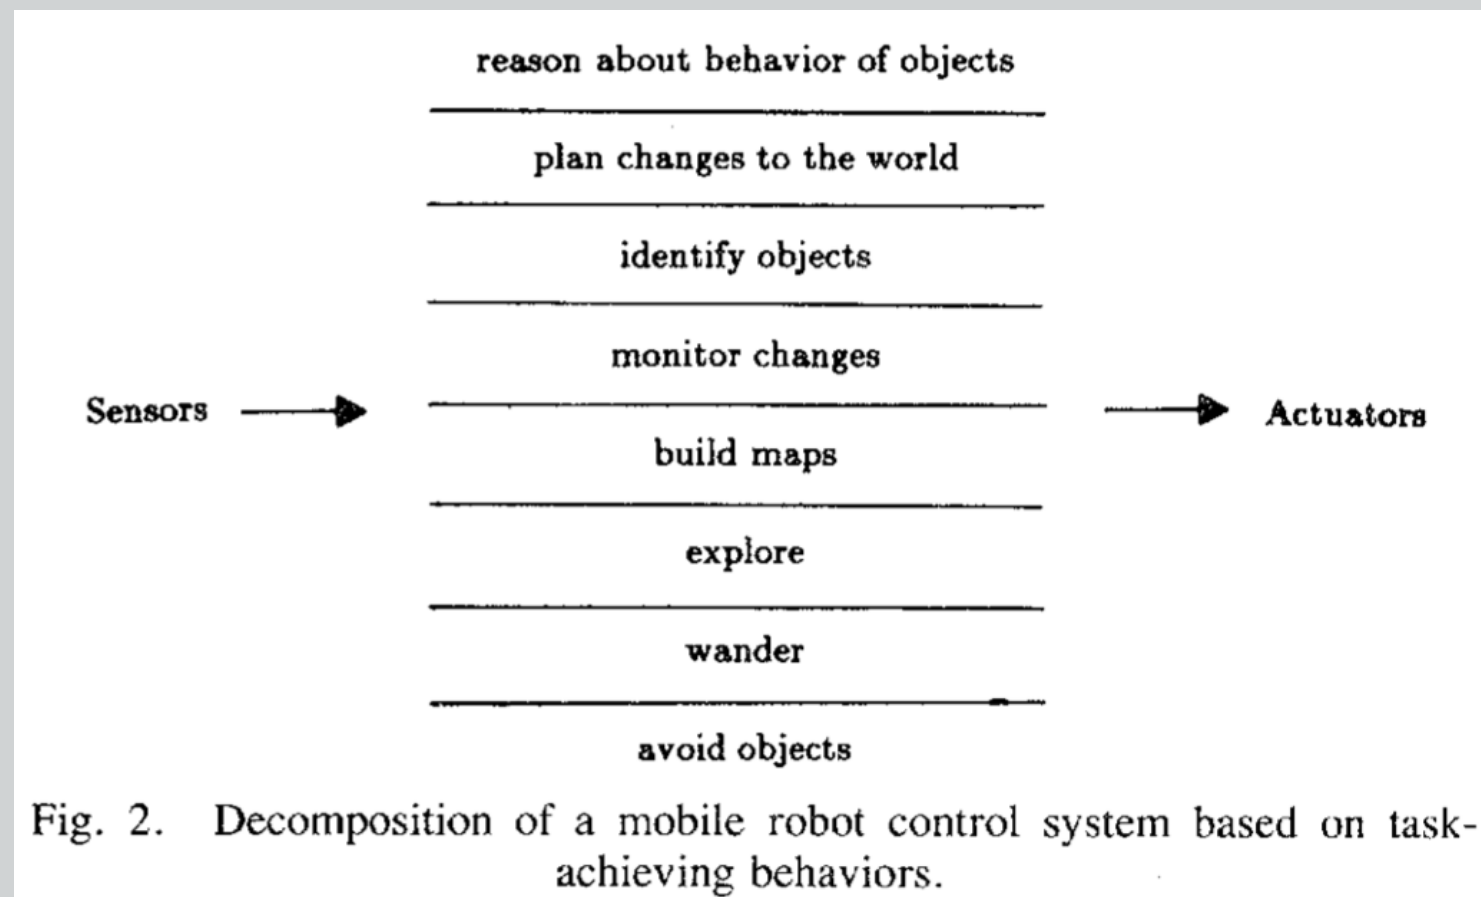 reason about behavior of objects
plan changes to the world
identify objects
monitor changes
Sensors
Actuators
build maps
explore
wander
avoid objects
Fig. 2. Decomposition of a mobile robot control system based on task-
achieving behaviors.